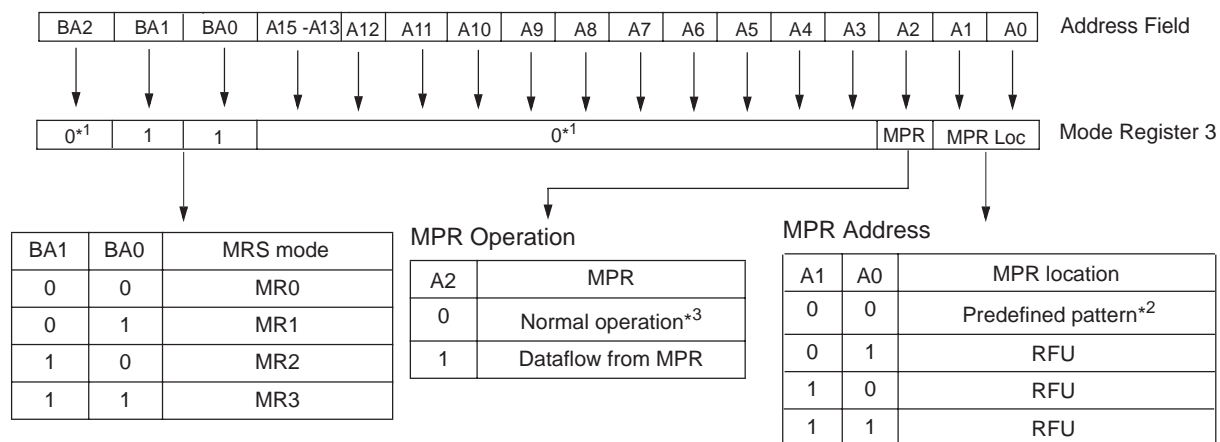 BA2 BA1 BA0 A15 -A13 A12 A11 A10 A9 A8 A7 A6 A5 A4 A3 A2 A1 A0 Address Field
0*1 1 1 0*1 MPR MPR Loc Mode Register 3
BA1 BA0 MRS mode
0 0 MR0
0 1 MR1
1 0 MR2
1 1 MR3
MPR Operation
A2 MPR
0 Normal operation*3
1 Dataflow from MPR
MPR Address
A1 A0 MPR location
0 0 Predefined pattern*2
0 1 RFU
1 0 RFU
1 1 RFU